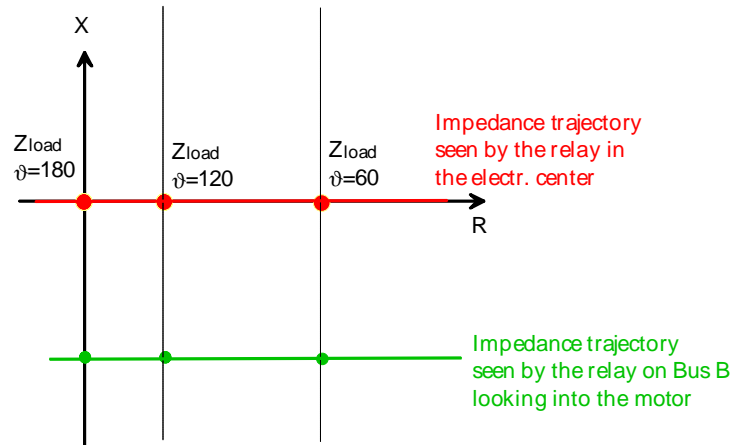 X
Zload
ϑ=180
Zload
ϑ=120
Zload
ϑ=60
Impedance trajectory
seen by the relay in
the electr. center
R
Impedance trajectory
seen by the relay on Bus B
looking into the motor